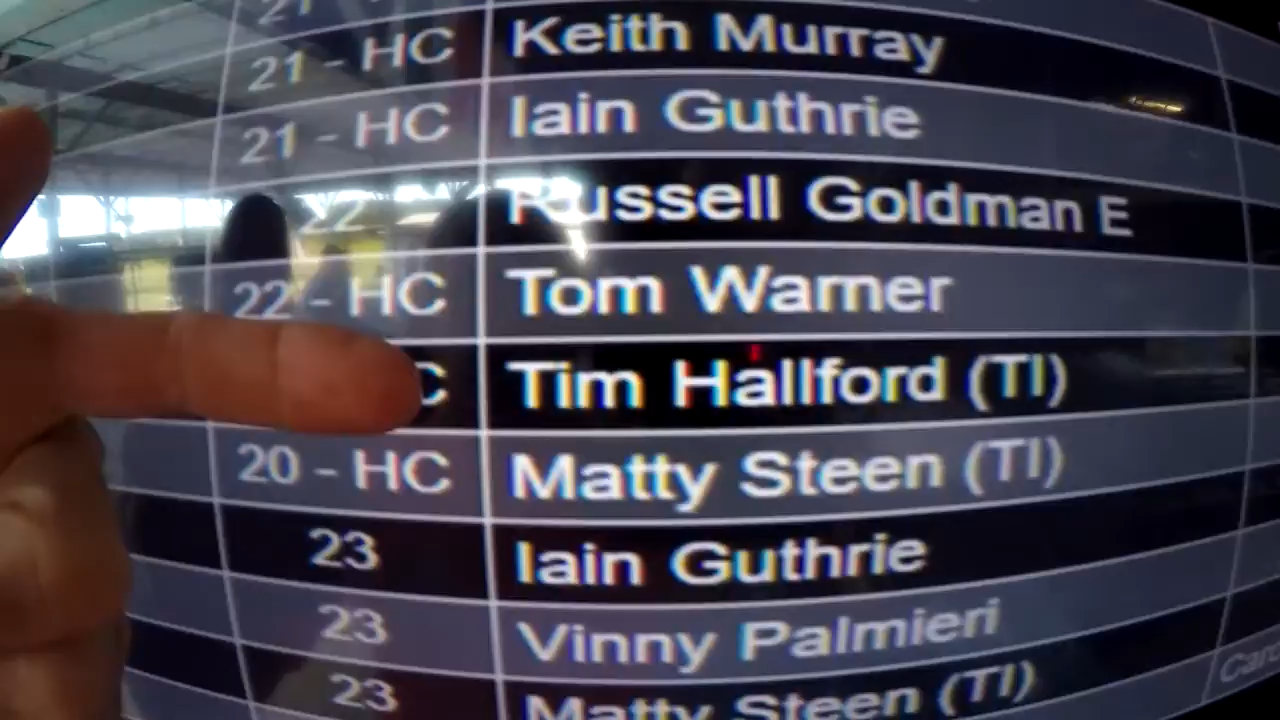 21
21 - HC Keith Murray
21 - HC Iain Guthrie
22 Russell Goldman E
22 - HC Tom Warner
C Tim Hallford (TI)
20 - HC Matty Steen (TI)
23 Iain Guthrie
23 Vinny Palmieri
23 Matty Steen (TI)